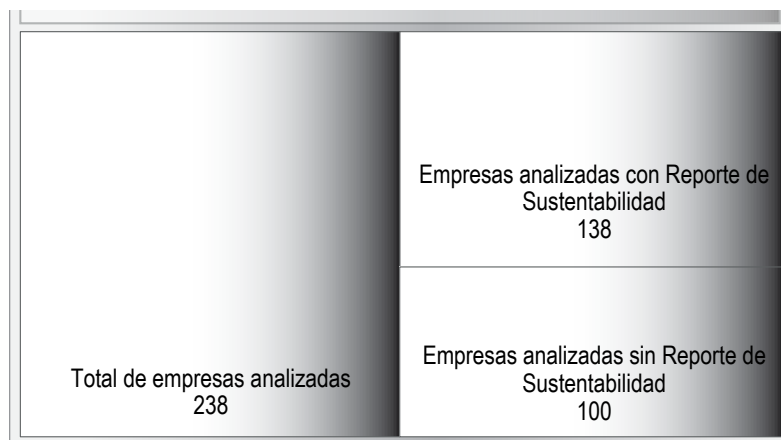 Empresas analizadas con Reporte de
Sustentabilidad
138
Total de empresas analizadas
238
Empresas analizadas sin Reporte de
Sustentabilidad
100